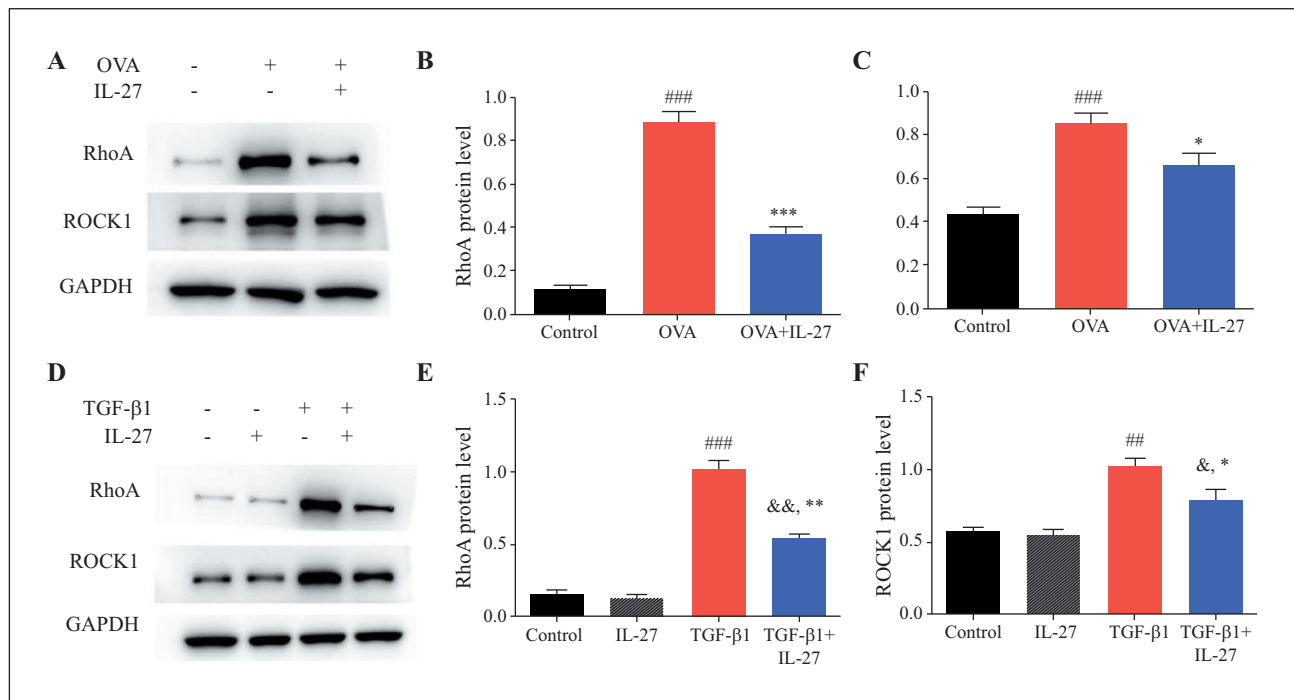 A
OVA - + +
IL-27 - - +
RhoA
ROCK1
GAPDH
B
RhoA protein level
1.0
0.8
0.6
0.4
0.2
0.0
###
***
Control OVA OVA+IL-27
C
1.0
0.8
0.6
0.4
0.2
0.0
###
*
Control OVA OVA+IL-27
D
TGF-β1 - - + +
IL-27 - + - +
RhoA
ROCK1
GAPDH
E
RhoA protein level
1.5
1.0
0.5
0.0
###
&&, **
Control IL-27 TGF-β1 TGF-β1+
IL-27
F
ROCK1 protein level
1.5
1.0
0.5
0.0
##
&, *
Control IL-27 TGF-β1 TGF-β1+
IL-27